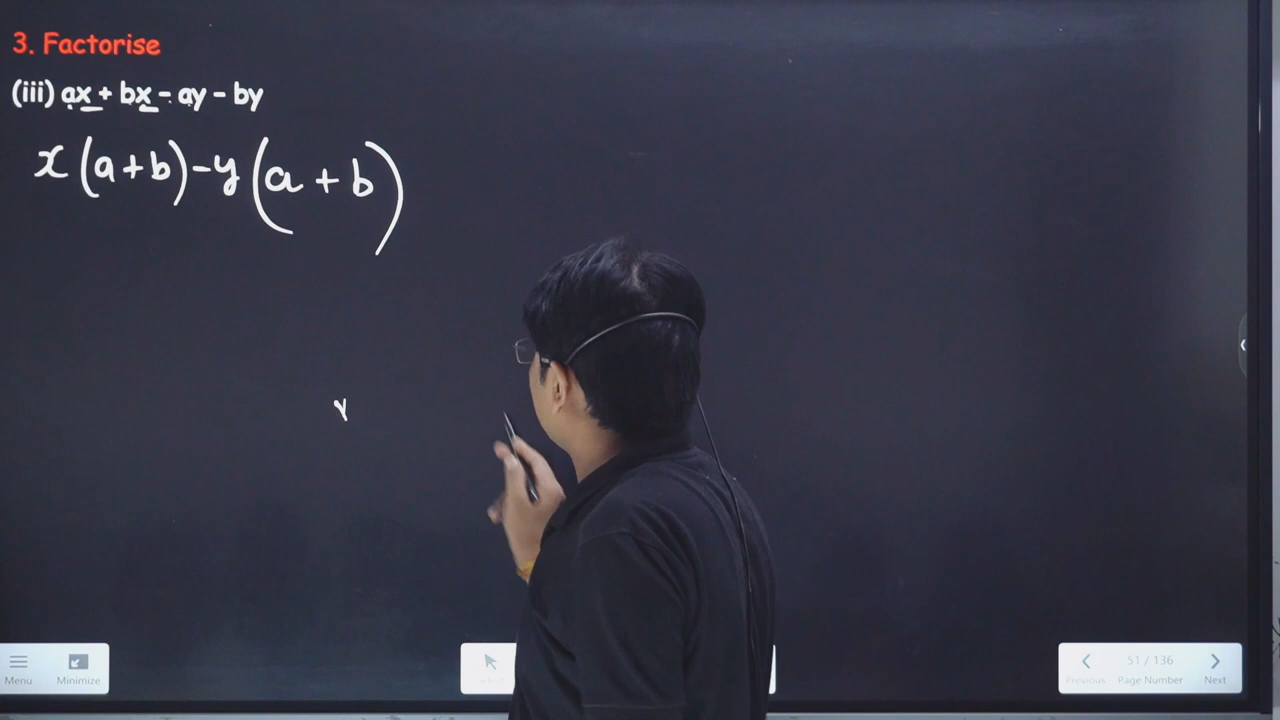 3. Factorise
(iii) ax + bx - ay - by
x(a+b)-y(a+b)
Menu
Minimize
51 / 136
Previous
Page Number
Next